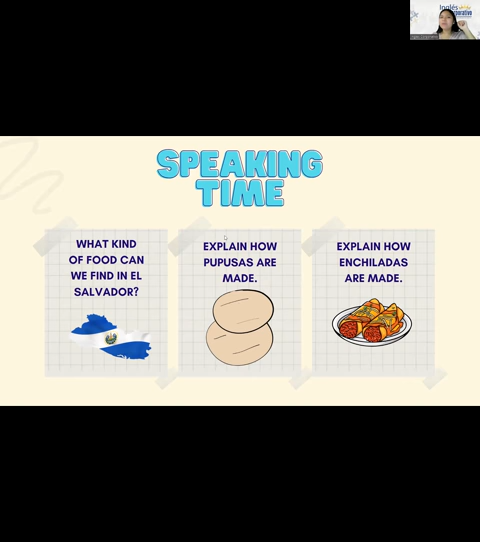 Inglés
SPEAKING
TIME
WHAT KIND
OF FOOD CAN
WE FIND IN EL
SALVADOR?
EXPLAIN HOW
PUPUSAS ARE
MADE.
EXPLAIN HOW
ENCHILADAS
ARE MADE.